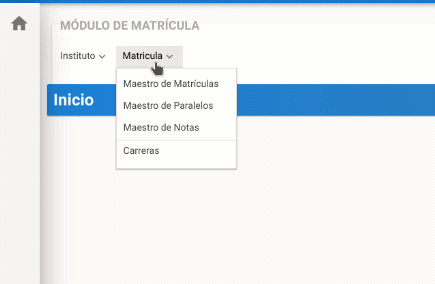 MÓDULO DE MATRÍCULA
Instituto Matricula
Maestro de Matrículas
Maestro de Paralelos
Maestro de Notas
Carreras
Inicio